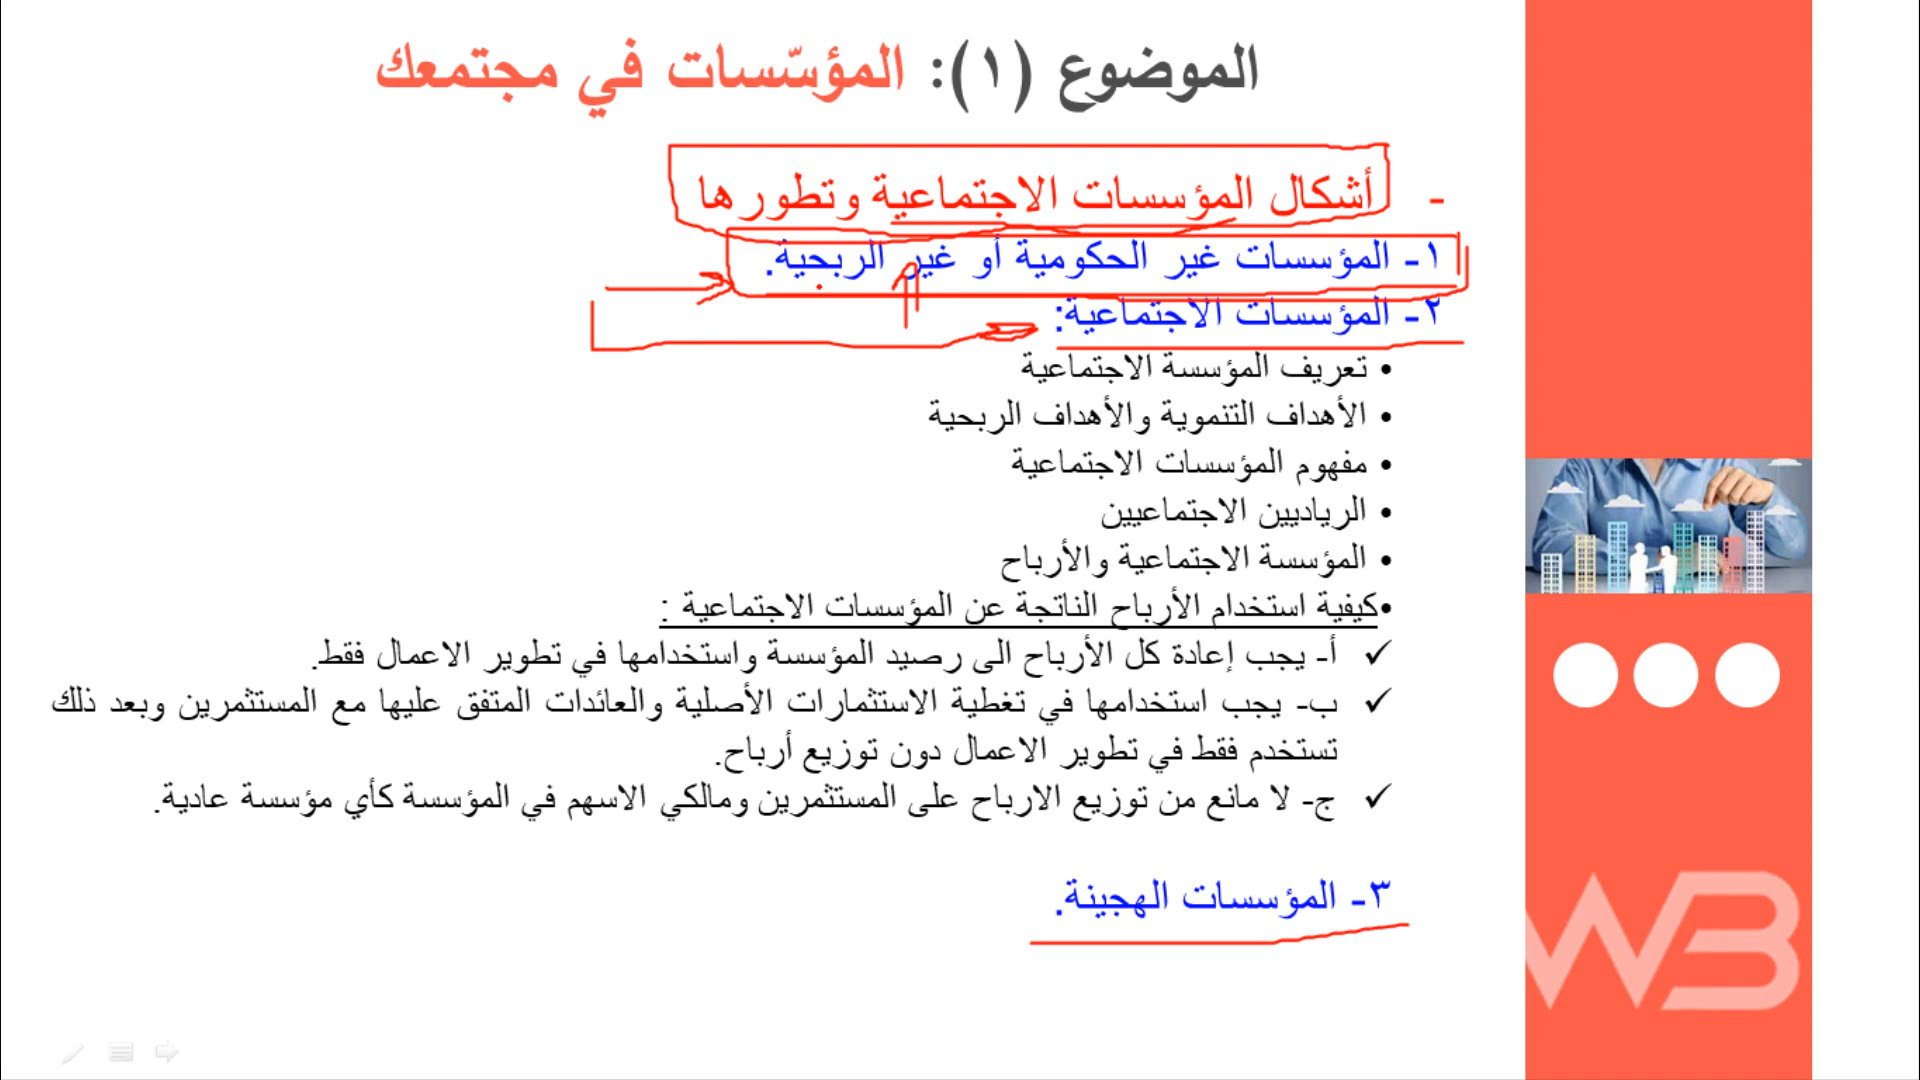 الموضوع (١): المؤسّسات في مجتمعك
- أشكال المؤسسات الاجتماعية وتطورها
١- المؤسسات غير الحكومية أو غير الربحية.
٢- المؤسسات الاجتماعية:
• تعريف المؤسسة الاجتماعية
• الأهداف التنموية والأهداف الربحية
• مفهوم المؤسسات الاجتماعية
• الرياديين الاجتماعيين
• المؤسسة الاجتماعية والأرباح
•كيفية استخدام الأرباح الناتجة عن المؤسسات الاجتماعية :
✓ أ- يجب إعادة كل الأرباح الى رصيد المؤسسة واستخدامها في تطوير الاعمال فقط.
✓ ب- يجب استخدامها في تغطية الاستثمارات الأصلية والعائدات المتفق عليها مع المستثمرين وبعد ذلك
تستخدم فقط في تطوير الاعمال دون توزيع أرباح.
✓ ج- لا مانع من توزيع الارباح على المستثمرين ومالكي الاسهم في المؤسسة كأي مؤسسة عادية.
٣- المؤسسات الهجينة.
WB